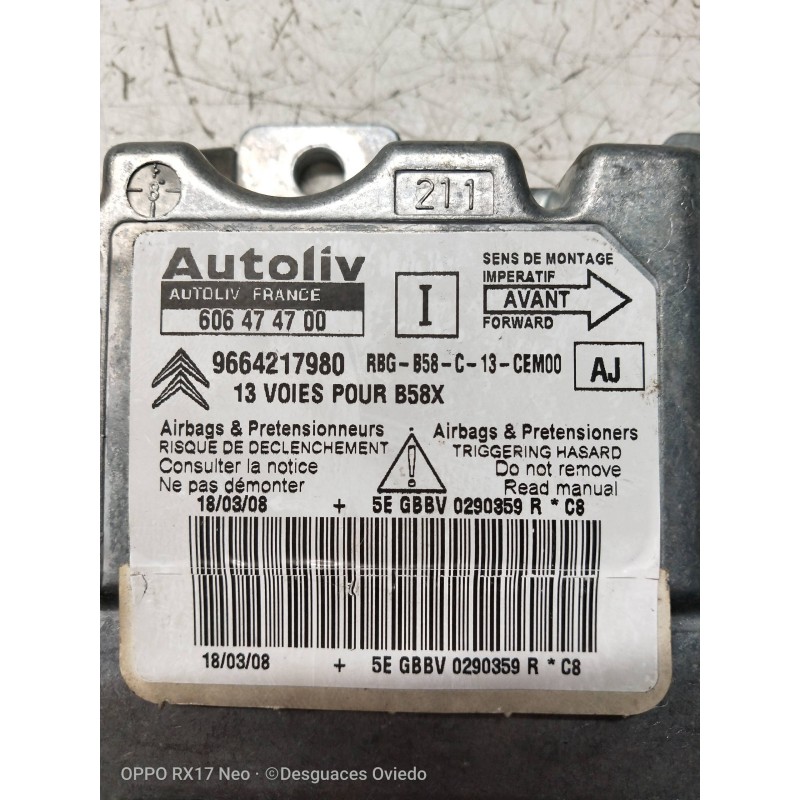 8
211
Autoliv
AUTOLIV FRANCE
606 47 47 00
I
SENS DE MONTAGE
IMPERATIF
AVANT
FORWARD
9664217980 RBG-B58-C-13-CEM00
AJ
13 VOIES POUR B58X
Airbags & Pretensionneurs
RISQUE DE DECLENCHEMENT
Consulter la notice
Ne pas démonter
!
Airbags & Pretensioners
TRIGGERING HASARD
Do not remove
Read manual
18/03/08 + 5E GBBV 0290359 R * C8
18/03/08 + 5E GBBV 0290359 R * C8
OPPO RX17 Neo · ©Desguaces Oviedo